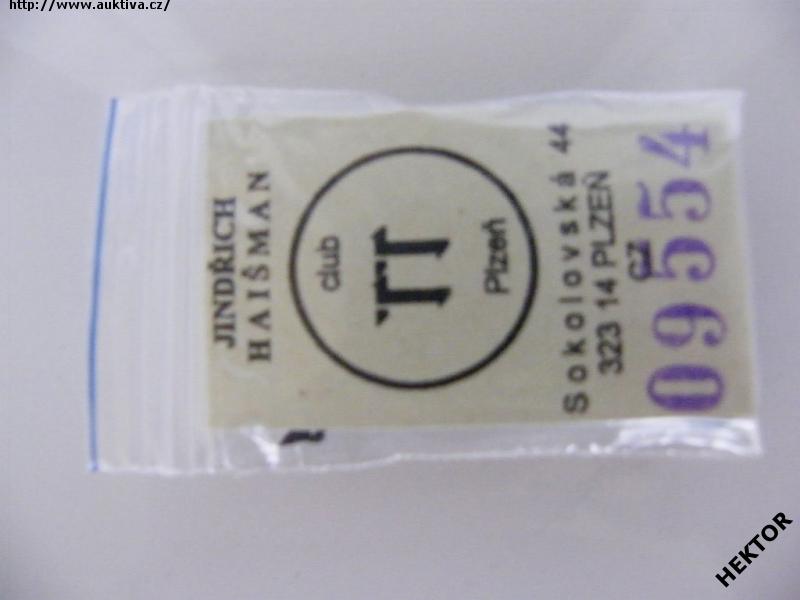 http://www.auktiva.cz/
JINDŘICH
HAIŠMAN
club
TT
Plzeň
Sokolovská 44
323 14 PLZEŇ
CZ
09554
HEKTOR